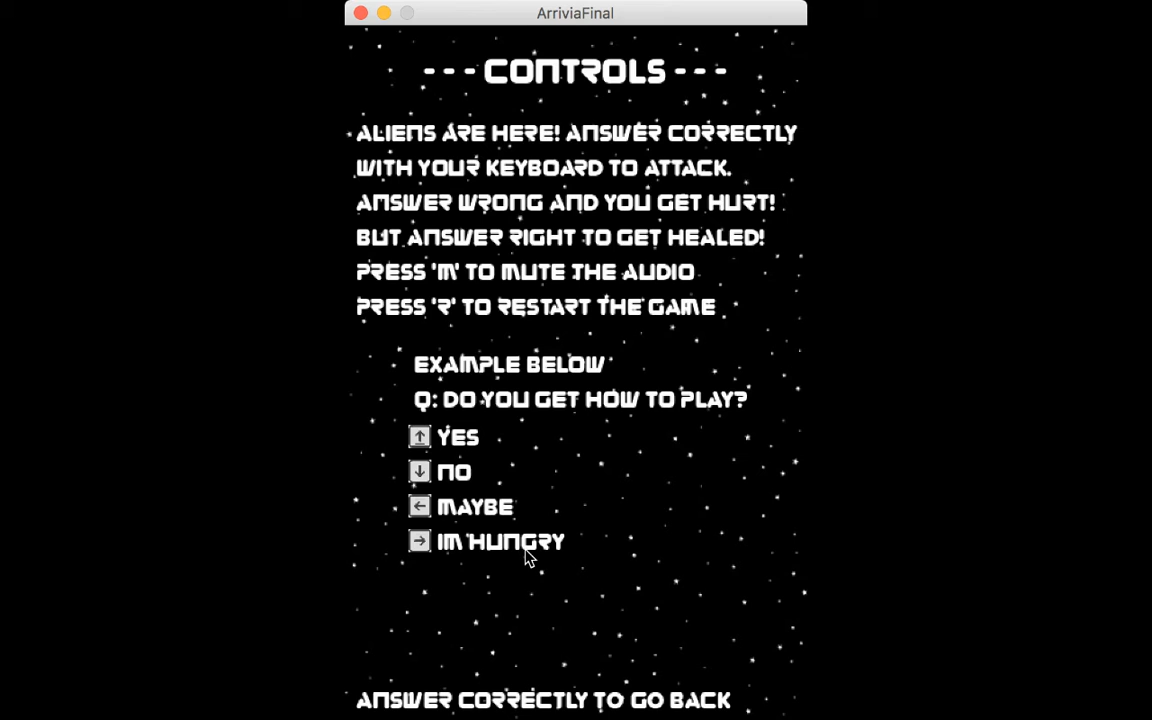 ArriviaFinal
--- CONTROLS ---
ALIENS ARE HERE! ANSWER CORRECTLY
WITH YOUR KEYBOARD TO ATTACK.
ANSWER WRONG AND YOU GET HURT!
BUT ANSWER RIGHT TO GET HEALED!
PRESS 'M' TO MUTE THE AUDIO
PRESS 'R' TO RESTART THE GAME
EXAMPLE BELOW
Q: DO YOU GET HOW TO PLAY?
↑ YES
↓ NO
← MAYBE
→ IM HUNGRY
ANSWER CORRECTLY TO GO BACK